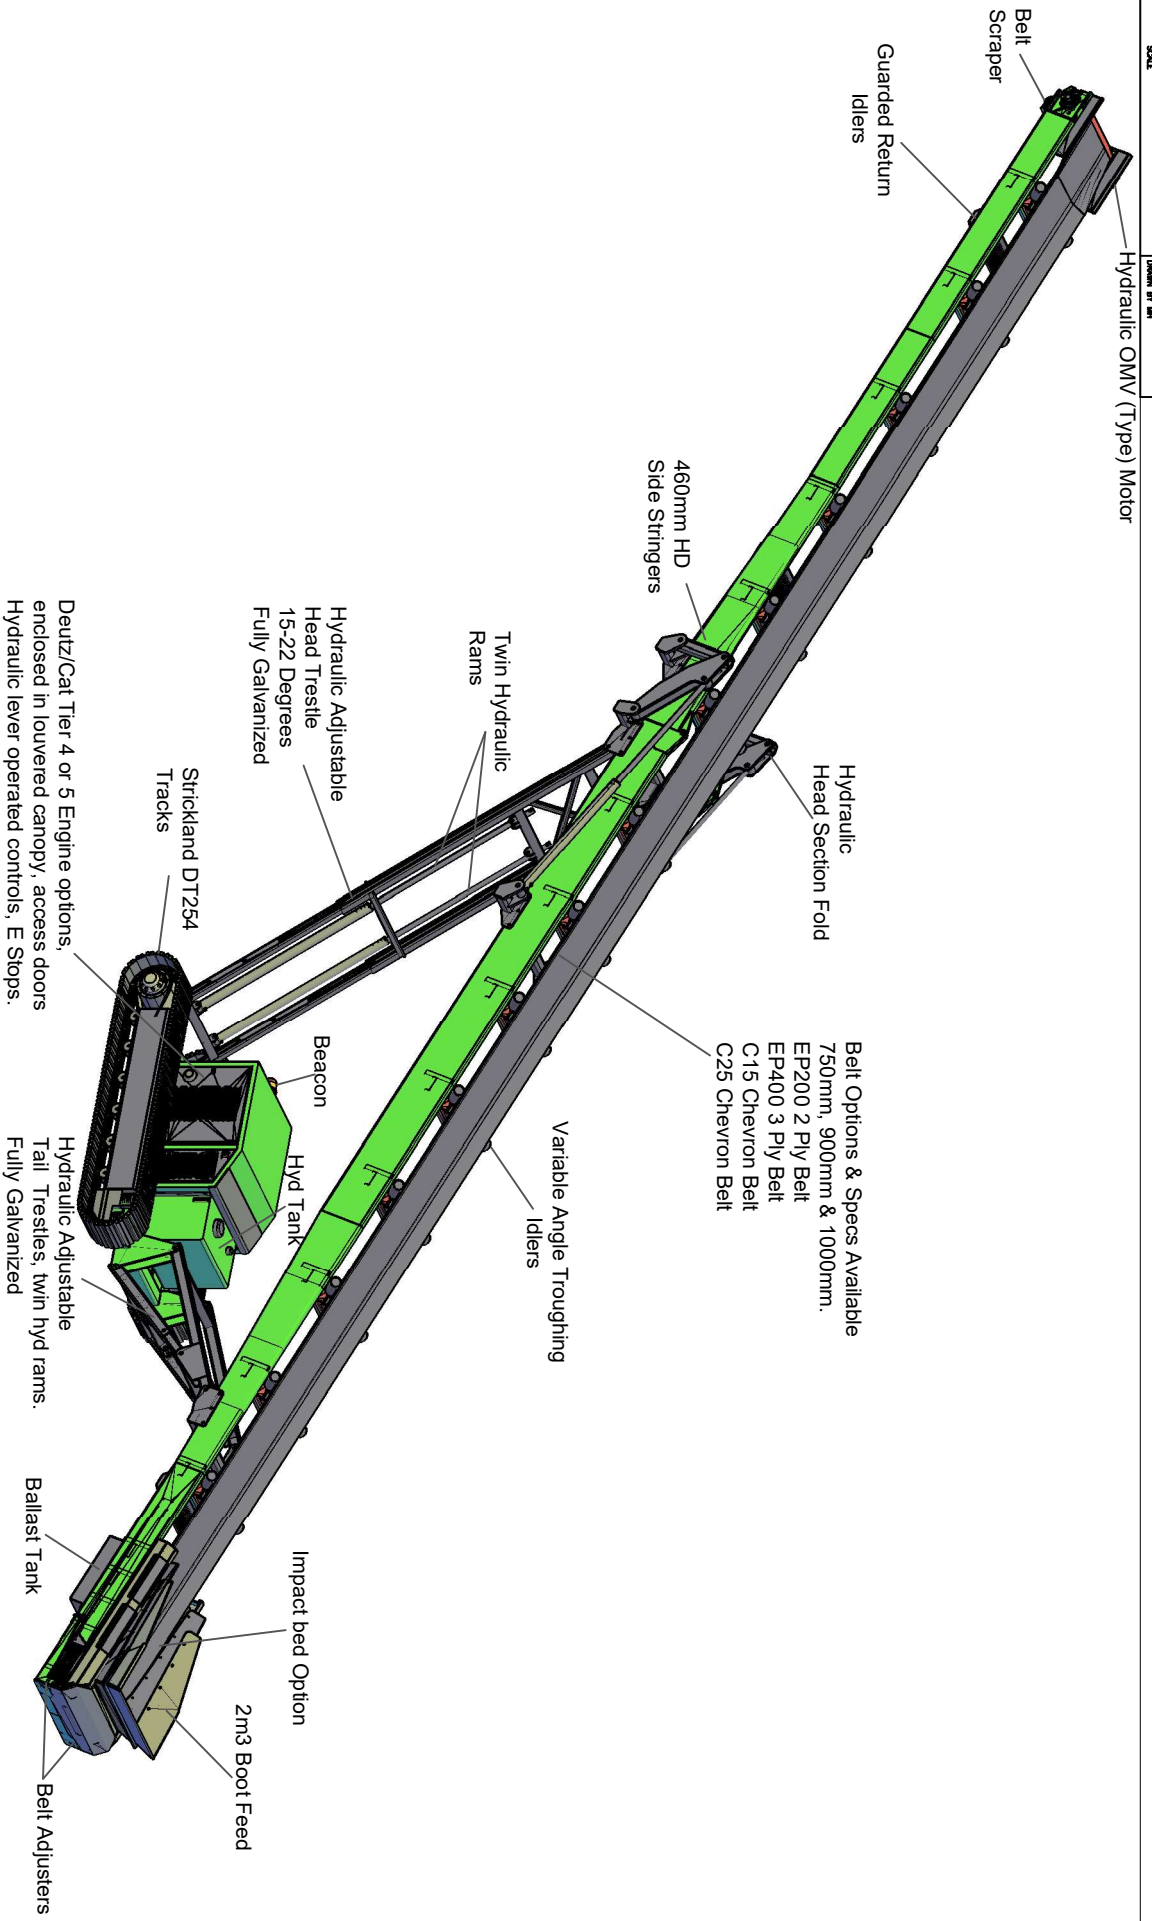 SCALE
Belt
Scraper
Guarded Return
Idlers
Hydraulic OMV (Type) Motor
460mm HD
Side Stringers
Hydraulic
Head Section Fold
Twin Hydraulic
Rams
Hydraulic Adjustable
Head Trestle
15-22 Degrees
Fully Galvanized
Strickland DT254
Tracks
Deutz/Cat Tier 4 or 5 Engine options,
enclosed in louvered canopy, access doors
Hydraulic lever operated controls, E Stops.
Belt Options & Specs Available
750mm, 900mm & 1000mm.
EP200 2 Ply Belt
EP400 3 Ply Belt
C15 Chevron Belt
C25 Chevron Belt
Beacon
Variable Angle Troughing
Idlers
Hyd Tank
Hydraulic Adjustable
Tail Trestles, twin hyd rams.
Fully Galvanized
Ballast Tank
Impact bed Option
2m3 Boot Feed
Belt Adjusters